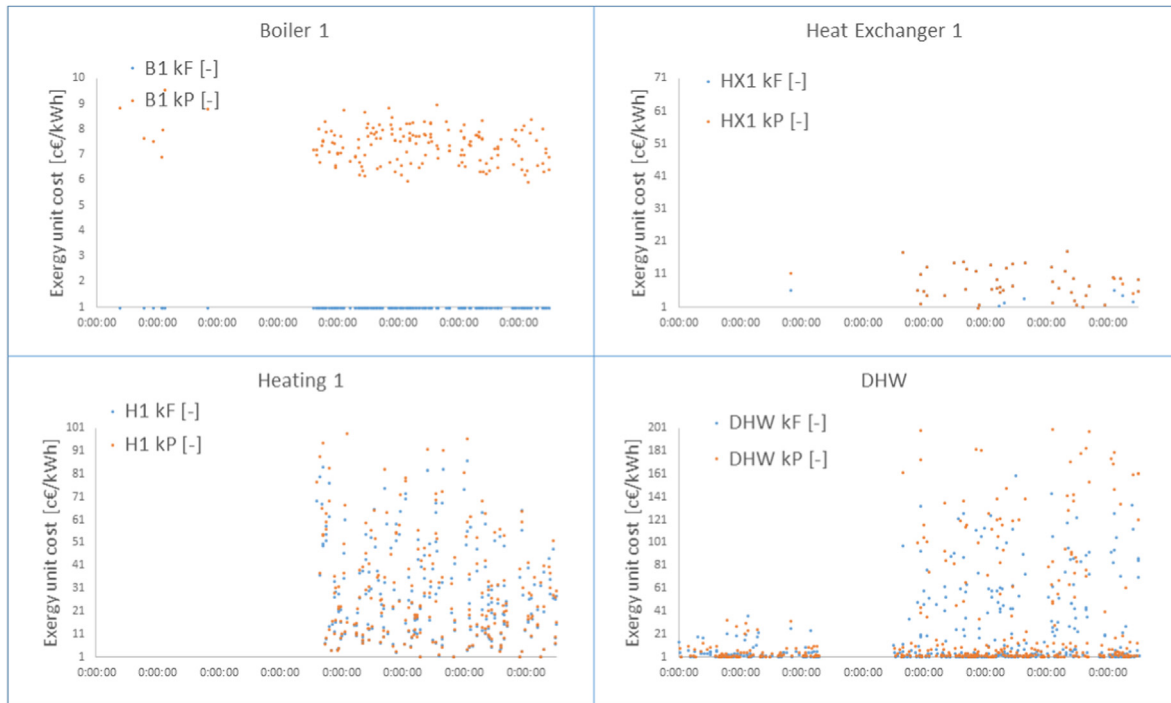 Boiler 1
B1 kF [-]
B1 kP [-]
Exergy unit cost [c€/kWh]
10
9
8
7
6
5
4
3
2
1
0:00:00 0:00:00 0:00:00 0:00:00 0:00:00 0:00:00 0:00:00 0:00:00
Heat Exchanger 1
HX1 kF [-]
HX1 kP [-]
Exergy unit cost [c€/kWh]
71
61
51
41
31
21
11
1
0:00:00 0:00:00 0:00:00 0:00:00 0:00:00 0:00:00 0:00:00 0:00:00
Heating 1
H1 kF [-]
H1 kP [-]
Exergy unit cost [c€/kWh]
101
91
81
71
61
51
41
31
21
11
1
0:00:00 0:00:00 0:00:00 0:00:00 0:00:00 0:00:00 0:00:00 0:00:00
DHW
DHW kF [-]
DHW kP [-]
Exergy unit cost [c€/kWh]
201
181
161
141
121
101
81
61
41
21
1
0:00:00 0:00:00 0:00:00 0:00:00 0:00:00 0:00:00 0:00:00 0:00:00